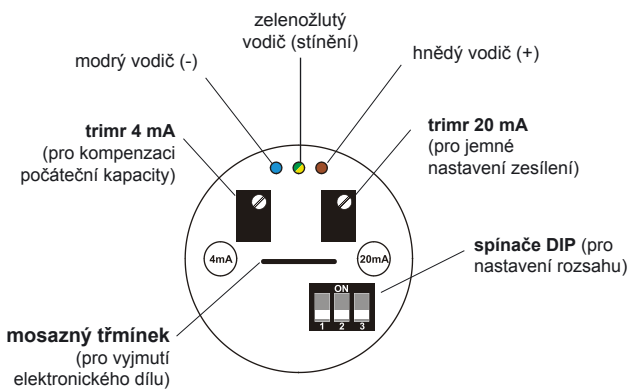 zelenožlutý
vodič (stínění)
modrý vodič (-)
hnědý vodič (+)
trimr 4 mA
(pro kompenzaci
počáteční kapacity)
trimr 20 mA
(pro jemné
nastavení zesílení)
4mA
20mA
spínače DIP (pro
nastavení rozsahu)
ON
1 2 3
mosazný třmínek
(pro vyjmutí
elektronického dílu)